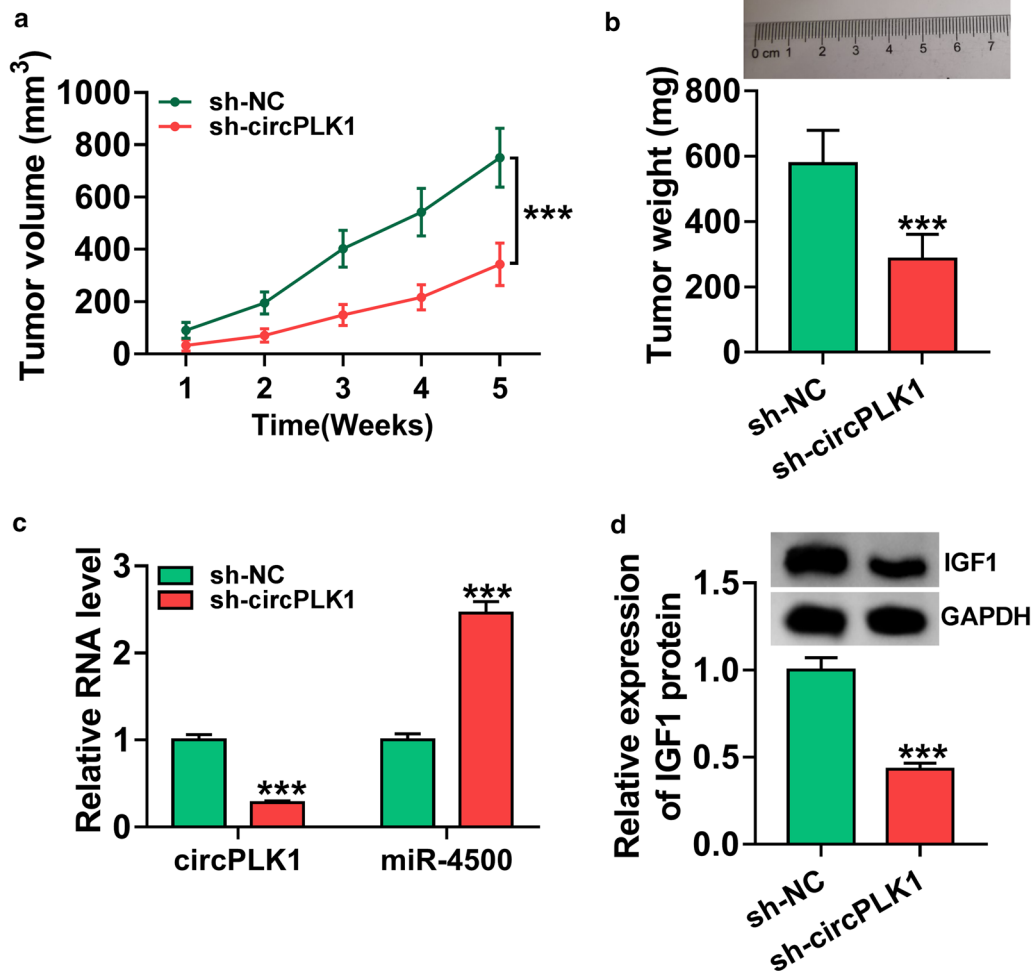 a
Tumor volume (mm³)
1000
800
600
400
200
0
sh-NC
sh-circPLK1
***
1 2 3 4 5
Time(Weeks)
b
0 cm 1 2 3 4 5 6 7
Tumor weight (mg)
800
600
400
200
0
***
sh-NC
sh-circPLK1
c
Relative RNA level
3
2
1
0
sh-NC
sh-circPLK1
***
***
circPLK1 miR-4500
d
Relative expression
of IGF1 protein
IGF1
GAPDH
1.5
1.0
0.5
0.0
***
sh-NC
sh-circPLK1